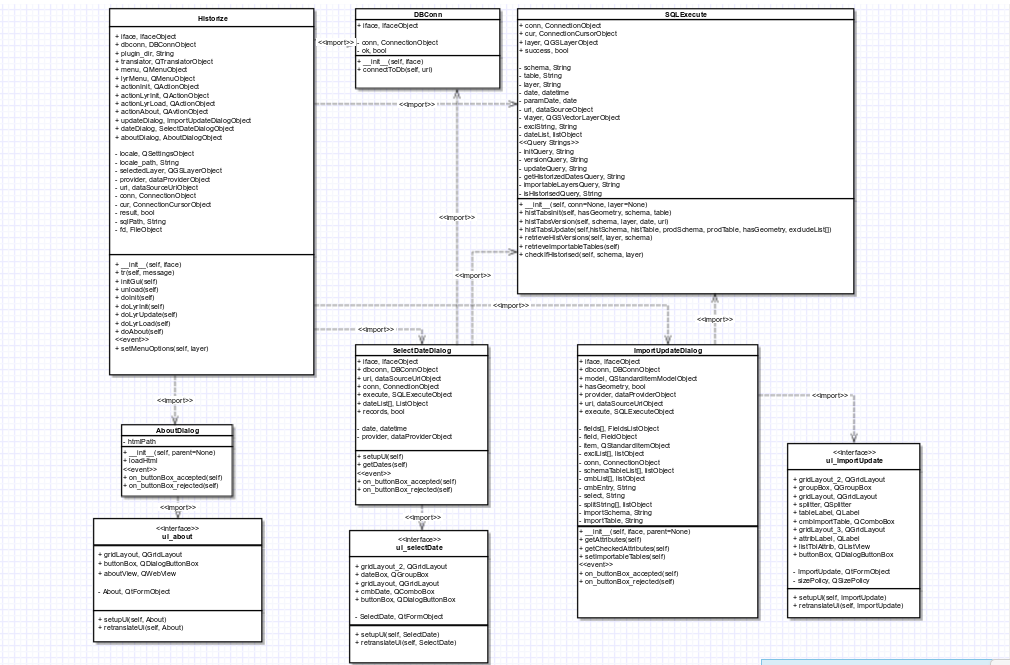 Historize
+ iface, IfaceObject
+ dbconn, DBConnObject
+ plugin_dir, String
+ translator, QTranslatorObject
+ menu, QMenuObject
+ lyrMenu, QMenuObject
+ actionInit, QActionObject
+ actionLyrInit, QActionObject
+ actionLyrLoad, QActionObject
+ actionAbout, QAvtionObject
+ updateDialog, ImportUpdateDialogObject
+ dateDialog, SelectDateDialogObject
+ aboutDialog, AboutDialogObject
- locale, QSettingsObject
- locale_path, String
- selectedLayer, QGSLayerObject
- provider, dataProviderObject
- uri, dataSourceUriObject
- conn, ConnectionObject
- cur, ConnectionCursorObject
- result, bool
- sqlPath, String
- fd, FileObject
+ __init__(self, iface)
+ tr(self, message)
+ initGui(self)
+ unload(self)
+ doInit(self)
+ doLyrInit(self)
+ doLyrUpdate(self)
+ doLyrLoad(self)
+ doAbout(self)
<<event>>
+ setMenuOptions(self, layer)
<<import>>
DBConn
+ iface, IfaceObject
- conn, ConnectionObject
- ok, bool
+ __init__(self, iface)
+ connectToDb(self, uri)
<<import>>
SQLExecute
+ conn, ConnectionObject
+ cur, ConnectionCursorObject
+ layer, QGSLayerObject
+ success, bool
- schema, String
- table, String
- layer, String
- date, datetime
- paramDate, date
- uri, dataSourceObject
- vlayer, QGSVectorLayerObject
- exclString, String
- dateList, listObject
<<Query Strings>>
- initQuery, String
- versionQuery, String
- updateQuery, String
- getHistorizedDatesQuery, String
- importableLayersQuery, String
- isHistorisedQuery, String
+ __init__(self, conn=None, layer=None)
+ histTabsInit(self, hasGeometry, schema, table)
+ histTabsVersion(self, schema, layer, date, uri)
+ histTabsUpdate(self,histSchema, histTable, prodSchema, prodTable, hasGeometry, excludeList[])
+ retrieveHistVersions(self, layer, schema)
+ retrieveImportableTables(self)
+ checkIfHistorised(self, schema, layer)
<<import>>
<<import>>
<<import>>
<<import>>
<<import>>
<<import>>
AboutDialog
- htmlPath
+ __init__(self, parent=None)
+ loadHtml
<<event>>
+ on_buttonBox_accepted(self)
+ on_buttonBox_rejected(self)
<<import>>
<<interface>>
ui_about
+ gridLayout, QGridLayout
+ buttonBox, QDialogButtonBox
+ aboutView, QWebView
- About, QtFormObject
+ setupUi(self, About)
+ retranslateUi(self, About)
SelectDateDialog
+ iface, IfaceObject
+ dbconn, DBConnObject
+ uri, dataSourceUriObject
+ conn, ConnectionObject
+ execute, SQLExecuteObject
+ dateList[], ListObject
+ records, bool
- date, datetime
- provider, dataProviderObject
+ setupUi(self)
+ getDates(self)
<<event>>
+ on_buttonBox_accepted(self)
+ on_buttonBox_rejected(self)
<<import>>
<<interface>>
ui_selectDate
+ gridLayout_2, QGridLayout
+ dateBox, QGroupBox
+ gridLayout, QGridLayout
+ cmbDate, QComboBox
+ buttonBox, QDialogButtonBox
- SelectDate, QtFormObject
+ setupUi(self, SelectDate)
+ retranslateUi(self, SelectDate)
ImportUpdateDialog
+ iface, IfaceObject
+ dbconn, DBConnObject
+ model, QStandardItemModelObject
+ hasGeometry, bool
+ provider, dataProviderObject
+ uri, dataSourceUriObject
+ execute, SQLExecuteObject
- fields[], FieldsListObject
- field, FieldObject
- item, QStandardItemObject
- exclList[], listObject
- conn, ConnectionObject
- schemaTableList[], listObject
- cmbList[], listObject
- cmbEntry, String
- select, String
- splitString[], listObject
- importSchema, String
- importTable, String
+ __init__(self, iface, parent=None)
+ getAttributes(self)
+ getCheckedAttributes(self)
+ setImportableTables(self)
<<event>>
+ on_buttonBox_accepted(self)
+ on_buttonBox_rejected(self)
<<import>>
<<interface>>
ui_importUpdate
+ gridLayout_2, QGridLayout
+ groupBox, QGroupBox
+ gridLayout, QGridLayout
+ splitter, QSplitter
+ tableLabel, QLabel
+ cmbImportTable, QComboBox
+ gridLayout_3, QGridLayout
+ attribLabel, QLabel
+ listTblAttrib, QListView
+ buttonBox, QDialogButtonBox
- ImportUpdate, QtFormObject
- sizePolicy, QSizePolicy
+ setupUi(self, ImportUpdate)
+ retranslateUi(self, ImportUpdate)